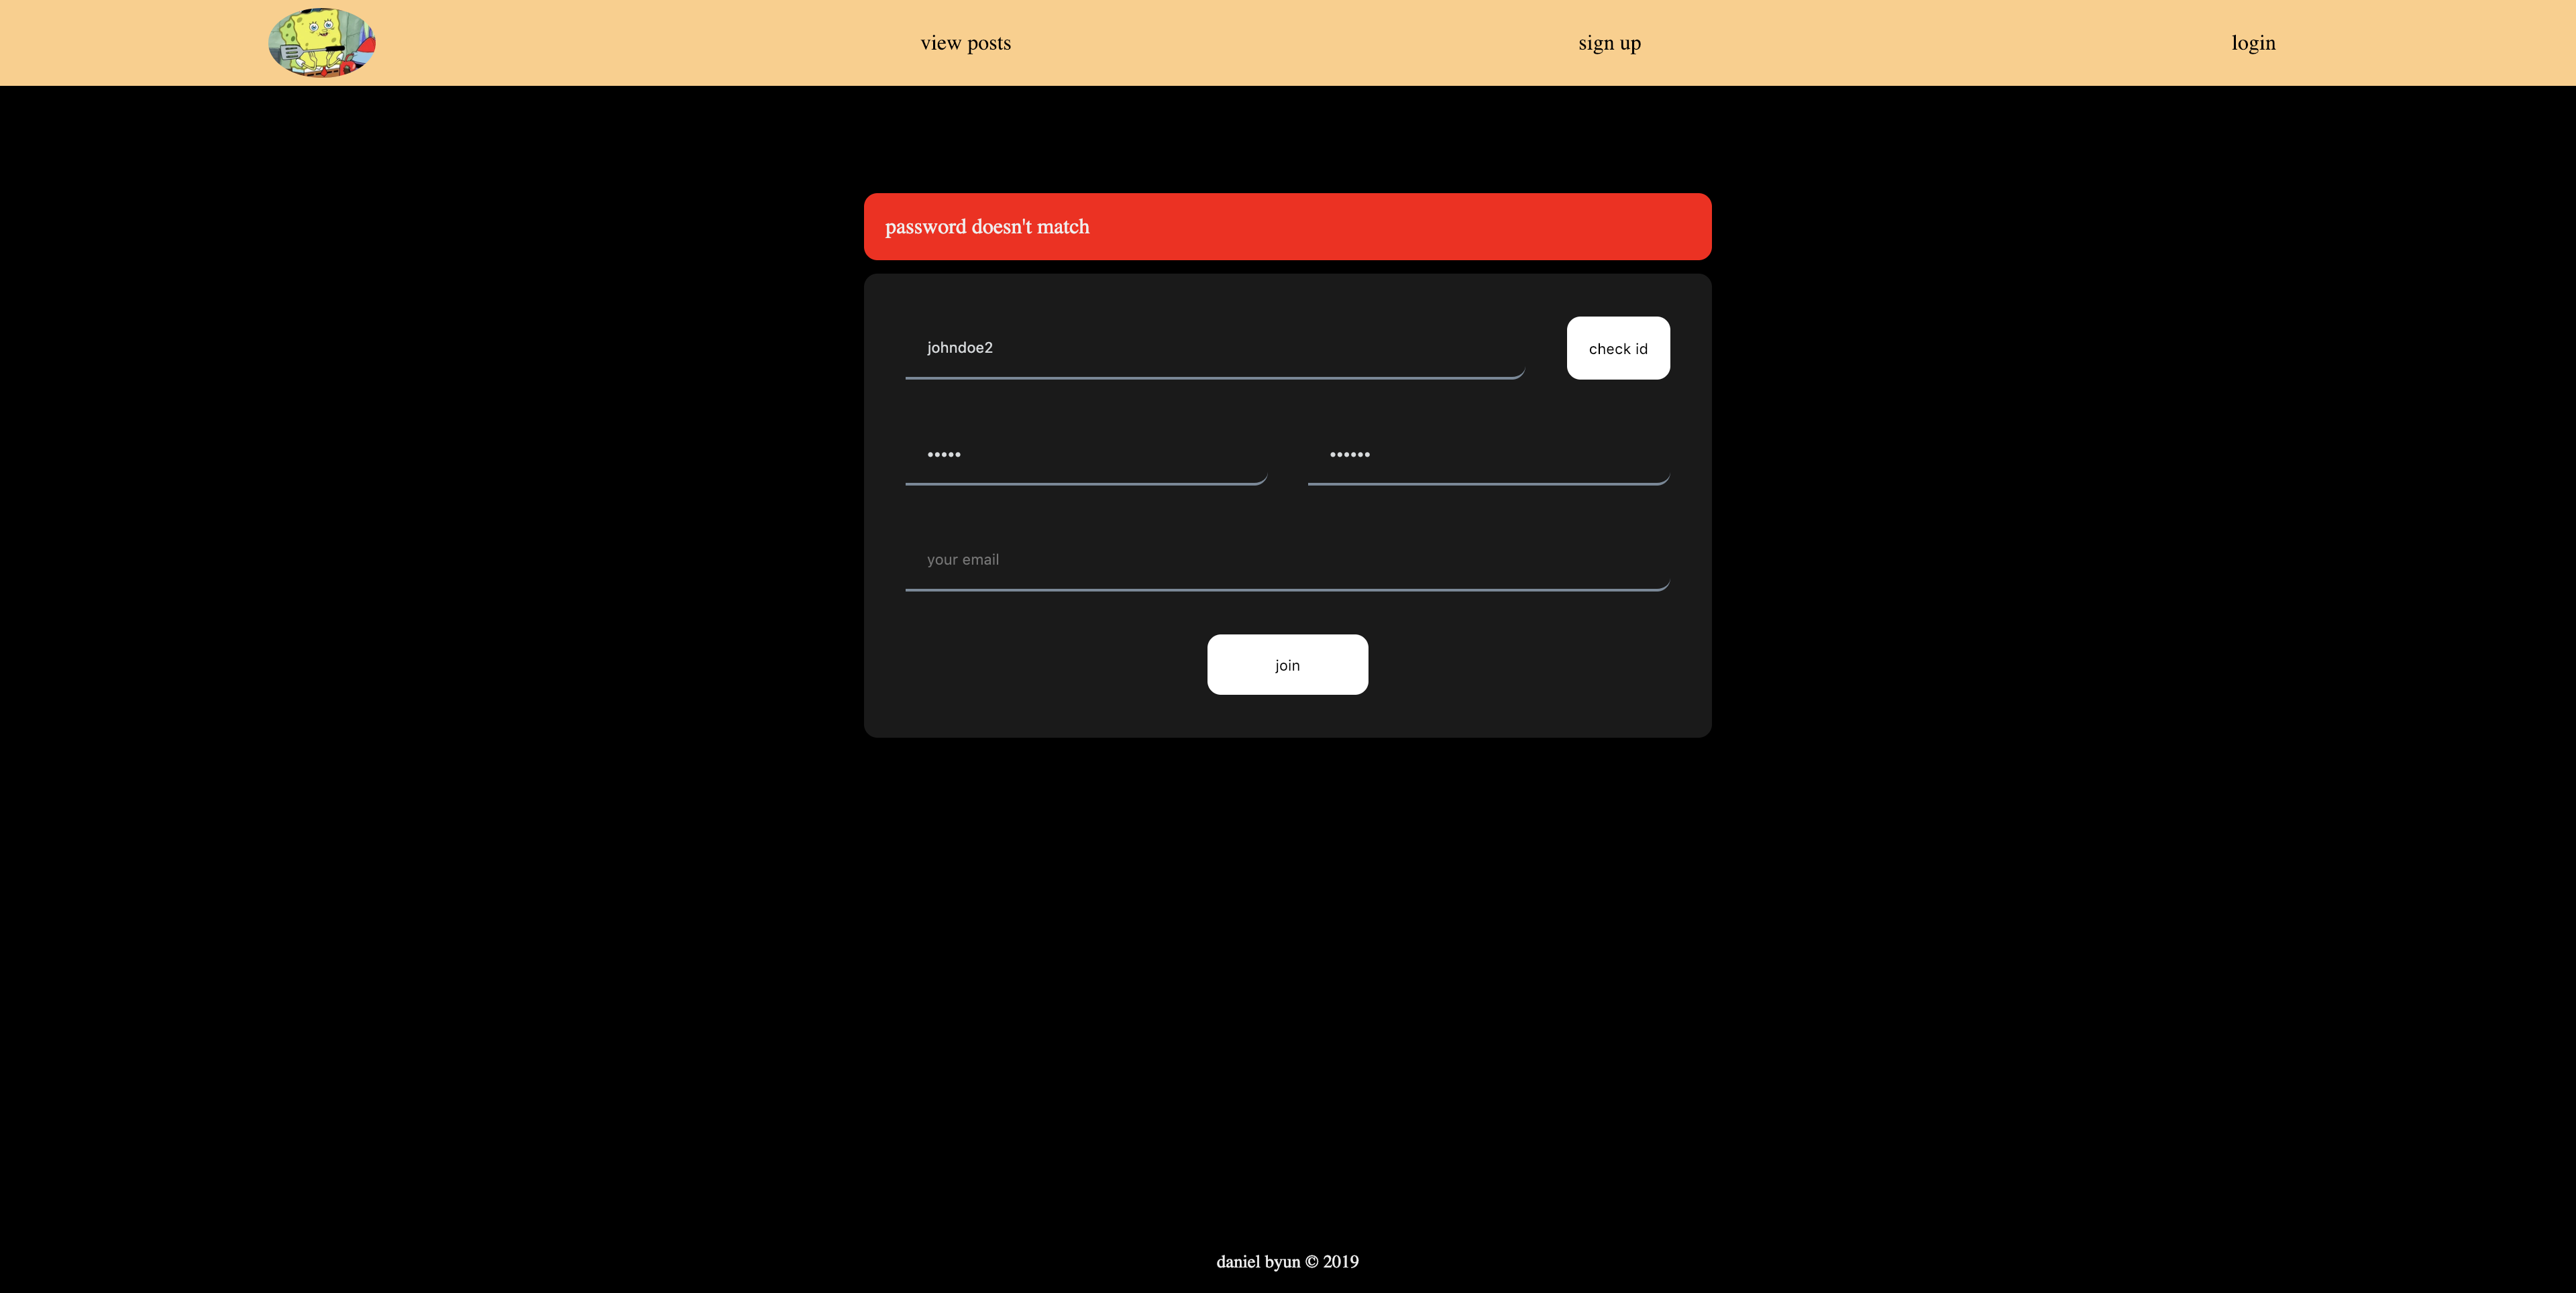 view posts
sign up
login
password doesn't match
johndoe2
check id
•••••
••••••
your email
join
daniel byun © 2019